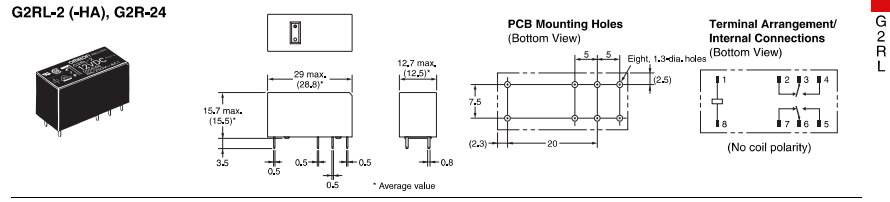 G2RL-2 (-HA), G2R-24
OMRON
12VDC
29 max.
(28.8)*
15.7 max.
(15.5)*
3.5
0.5
0.5
0.5
0.5
12.7 max.
(12.5)*
0.8
* Average value
PCB Mounting Holes
(Bottom View)
5
5
Eight, 1.3-dia. holes
(2.5)
7.5
(2.3)
20
Terminal Arrangement/
Internal Connections
(Bottom View)
1
2
3
4
8
7
6
5
(No coil polarity)
G
2
R
L